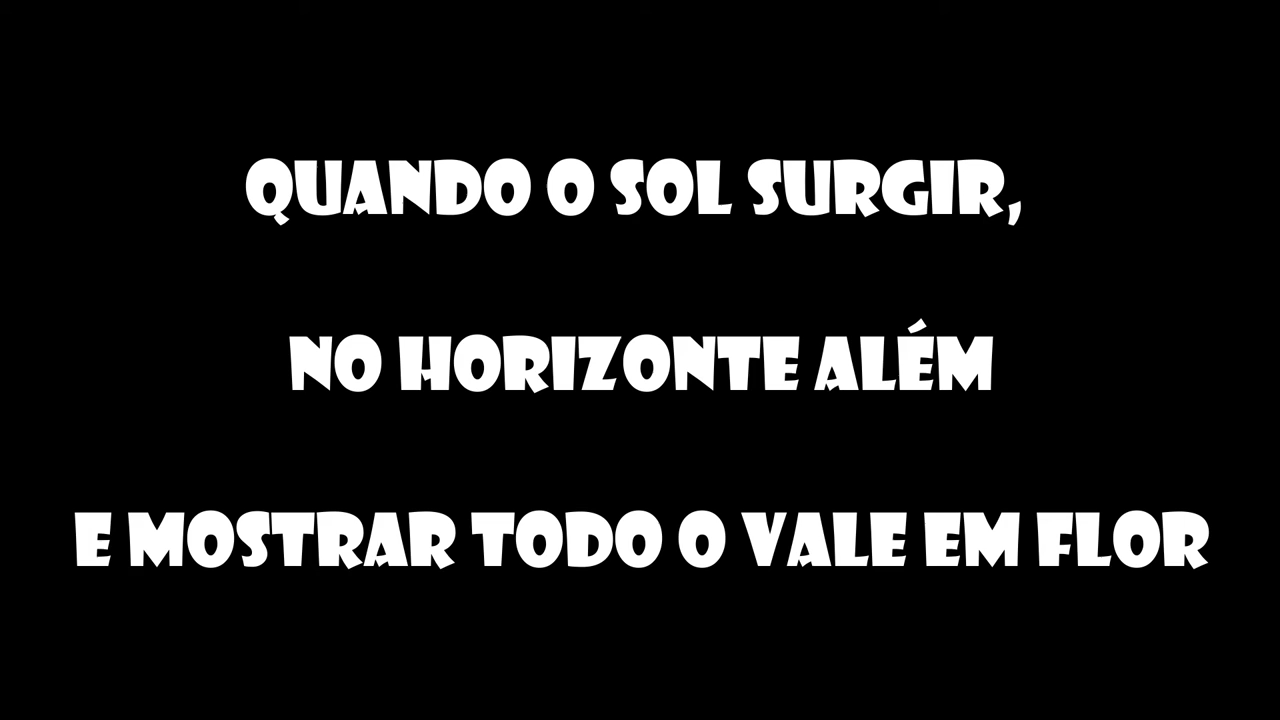 QUANDO O SOL SURGIR,
NO HORIZONTE ALÉM
E MOSTRAR TODO O VALE EM FLOR